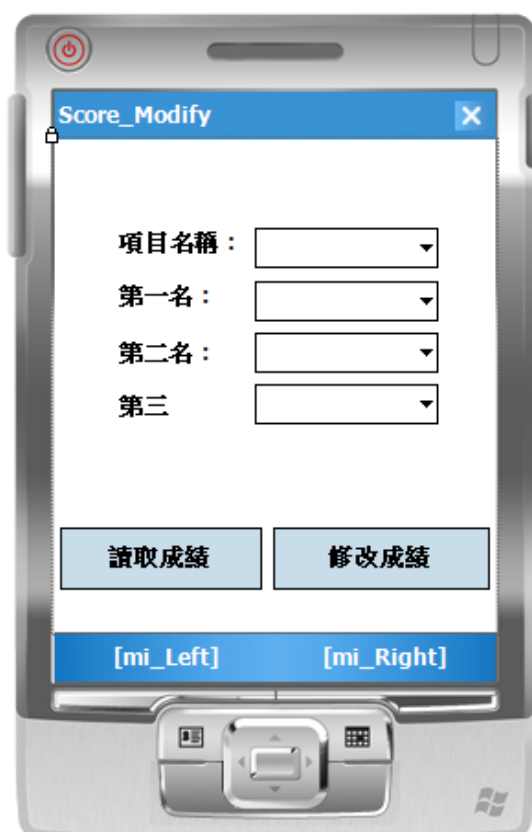 Score_Modify
項目名稱：
第一名：
第二名：
第三
讀取成績 修改成績
[mi_Left] [mi_Right]